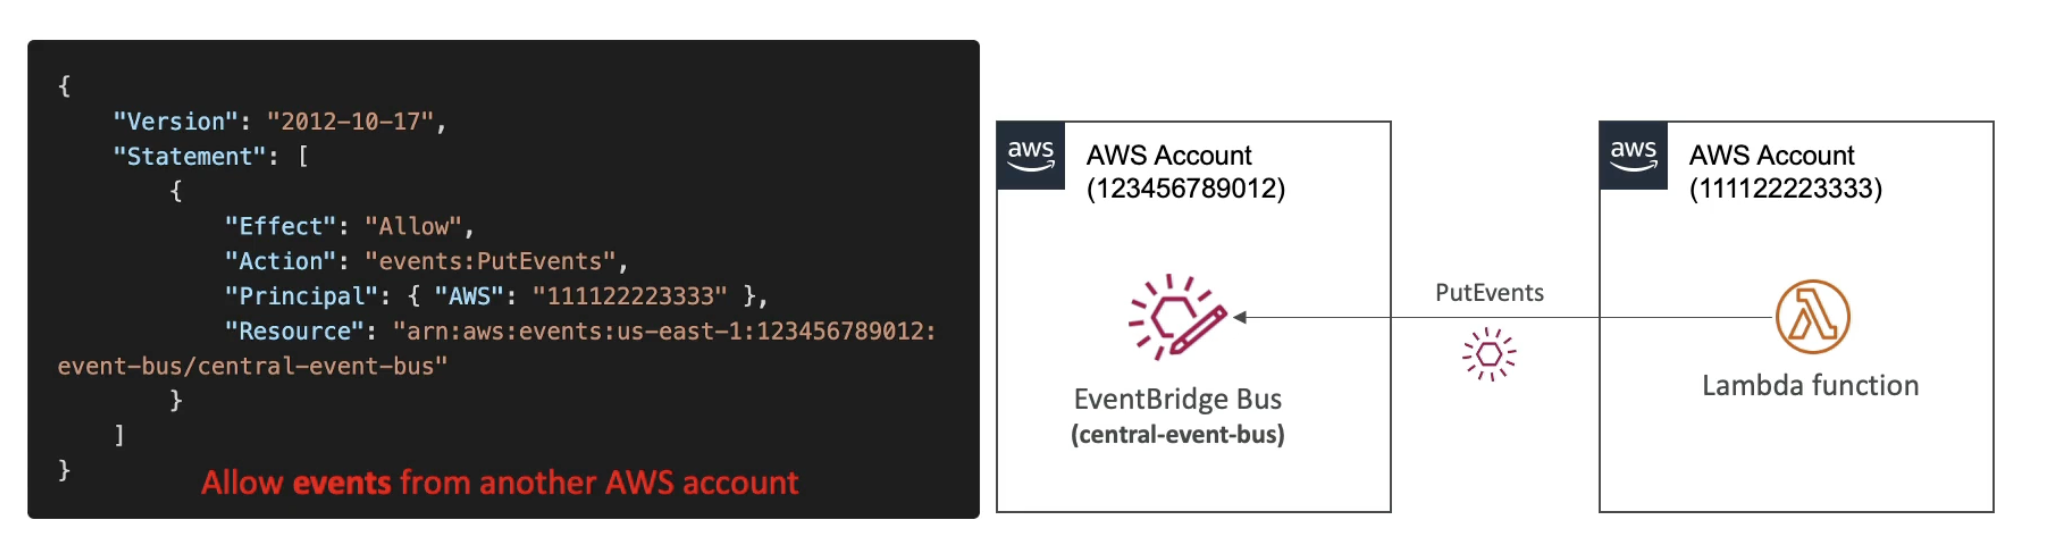 {
    "Version": "2012-10-17",
    "Statement": [
        {
            "Effect": "Allow",
            "Action": "events:PutEvents",
            "Principal": { "AWS": "111122223333" },
            "Resource": "arn:aws:events:us-east-1:123456789012:
event-bus/central-event-bus"
        }
    ]
}
Allow events from another AWS account
aws
AWS Account
(123456789012)
EventBridge Bus
(central-event-bus)
PutEvents
aws
AWS Account
(111122223333)
Lambda function